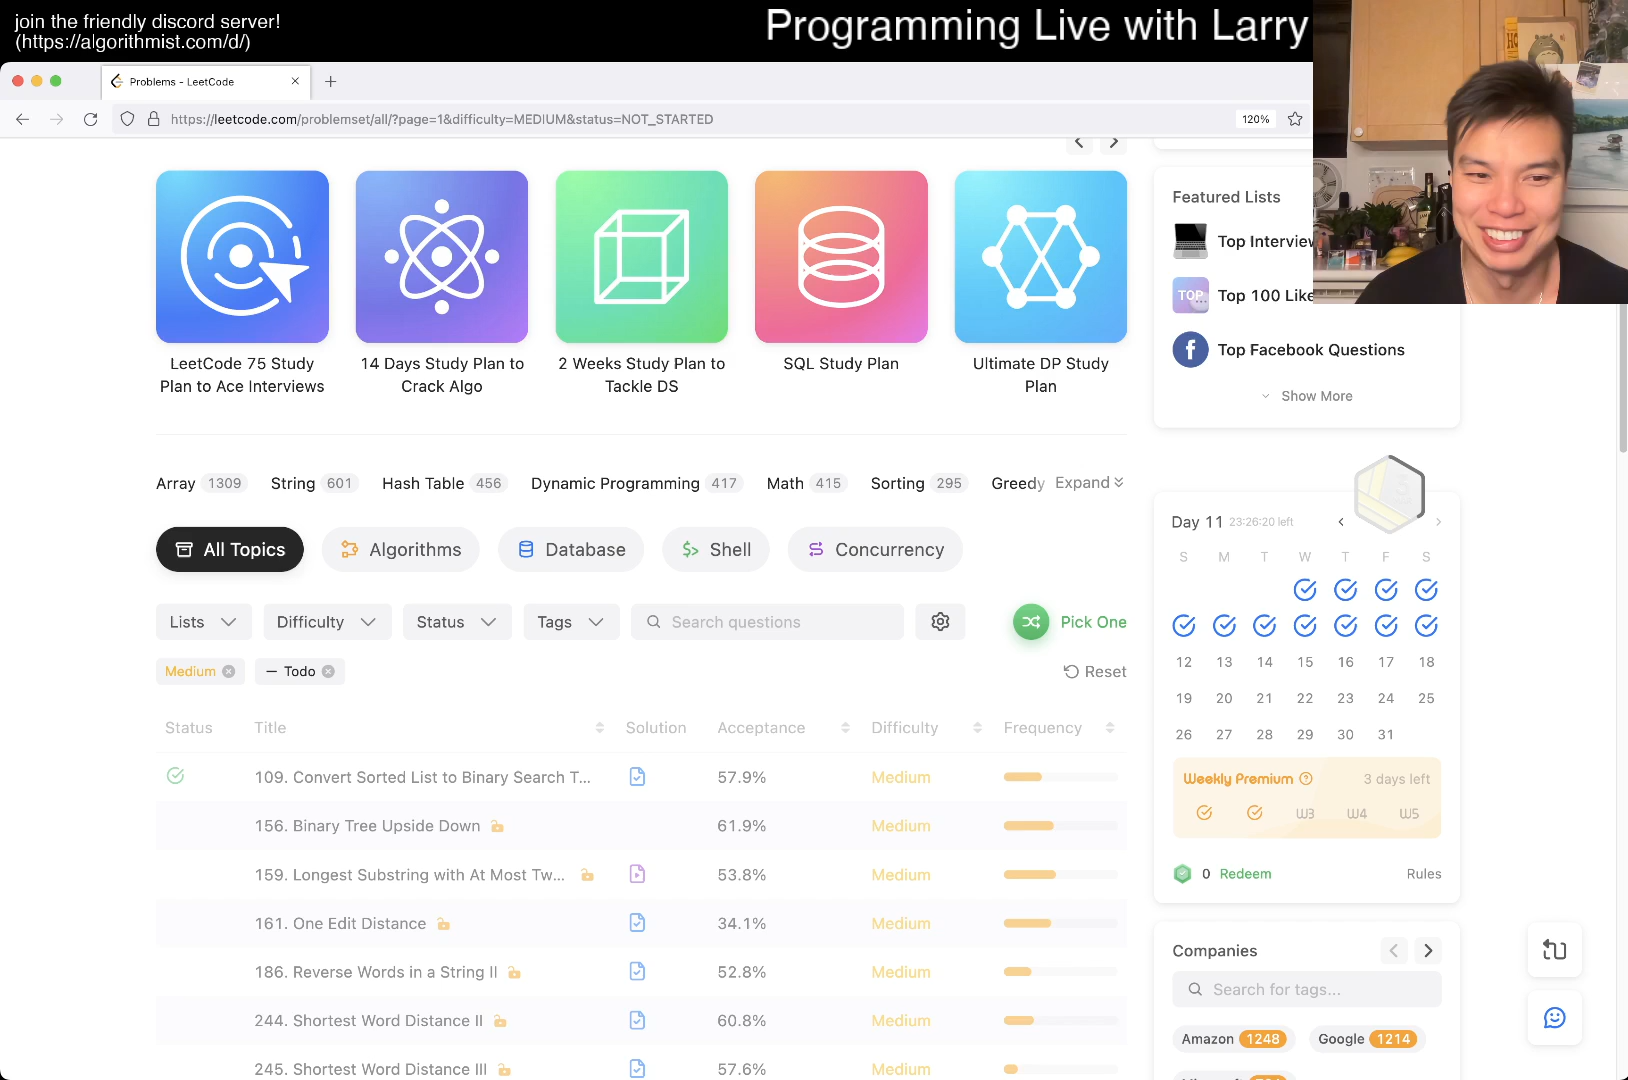 join the friendly discord server!
(https://algorithmist.com/d/)
Programming Live with Larry
Problems - LeetCode
https://leetcode.com/problemset/all/?page=1&difficulty=MEDIUM&status=NOT_STARTED
120%
LeetCode 75 Study
Plan to Ace Interviews
14 Days Study Plan to
Crack Algo
2 Weeks Study Plan to
Tackle DS
SQL Study Plan
Ultimate DP Study
Plan
Featured Lists
Top Interview
TOP
Top 100 Like
Top Facebook Questions
Show More
Array 1309 String 601 Hash Table 456 Dynamic Programming 417 Math 415 Sorting 295 Greedy Expand
All Topics Algorithms Database Shell Concurrency
Lists Difficulty Status Tags Search questions Pick One
Medium Todo Reset
Status Title Solution Acceptance Difficulty Frequency
109. Convert Sorted List to Binary Search T... 57.9% Medium
156. Binary Tree Upside Down 61.9% Medium
159. Longest Substring with At Most Tw... 53.8% Medium
161. One Edit Distance 34.1% Medium
186. Reverse Words in a String II 52.8% Medium
244. Shortest Word Distance II 60.8% Medium
245. Shortest Word Distance III 57.6% Medium
Day 11 23:26:20 left
S M T W T F S
12 13 14 15 16 17 18
19 20 21 22 23 24 25
26 27 28 29 30 31
Weekly Premium 3 days left
W3 W4 W5
0 Redeem Rules
Companies
Search for tags...
Amazon 1248 Google 1214